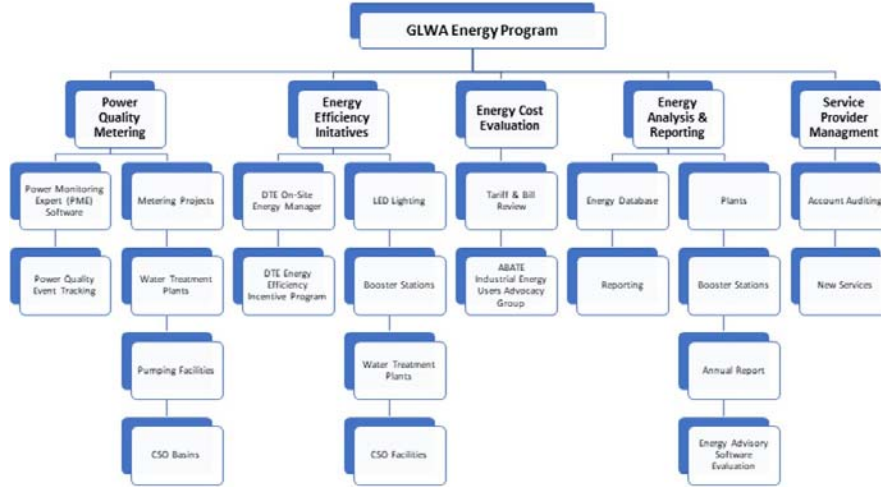 GLWA Energy Program
Power
Quality
Metering
Energy
Efficiency
Initatives
Energy Cost
Evaluation
Energy
Analysis &
Reporting
Service
Provider
Managment
Power Monitoring
Expert (PME)
Software
Metering Projects
DTE On-Site
Energy Manager
LED Lighting
Tariff & Bill
Review
Energy Database
Plants
Account Auditing
Power Quality
Event Tracking
Water Treatment
Plants
DTE Energy
Efficiency
Incentive Program
Booster Stations
ABATE
Industrial Energy
Users Advocacy
Group
Reporting
Booster Stations
New Services
Pumping Facilities
Water Treatment
Plants
Annual Report
CSO Basins
CSO Facilities
Energy Advisory
Software
Evaluation